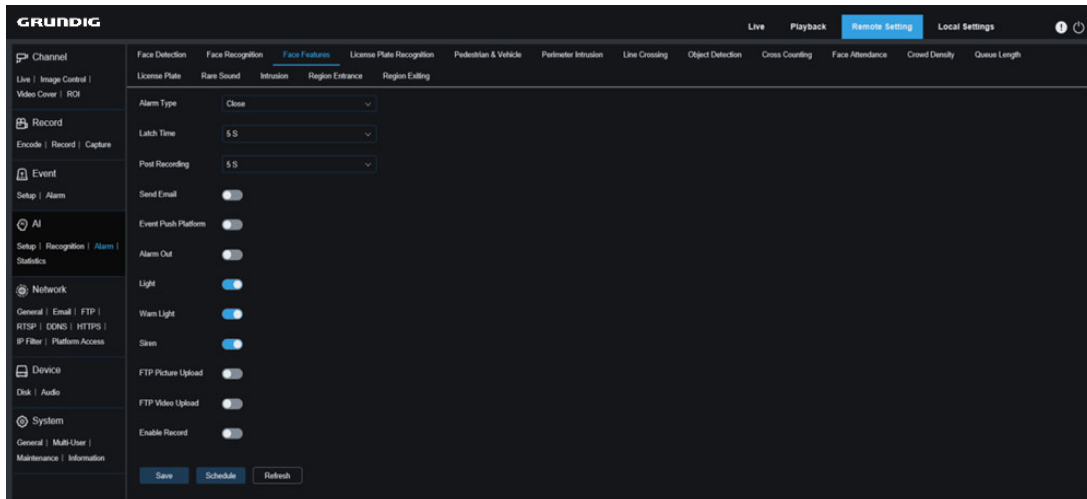 GRUNDIG
Live Playback Remote Setting Local Settings
Channel
Live | Image Control |
Video Cover | ROI
Record
Encode | Record | Capture
Event
Setup | Alarm
AI
Setup | Recognition | Alarm |
Statistics
Network
General | Email | FTP |
RTSP | DDNS | HTTPS |
IP Filter | Platform Access
Device
Disk | Audio
System
General | Multi-User |
Maintenance | Information
Face Detection Face Recognition Face Features License Plate Recognition Pedestrian & Vehicle Perimeter Intrusion Line Crossing Object Detection Cross Counting Face Attendance Crowd Density Queue Length
License Plate Rare Sound Intrusion Region Entrance Region Exiting
Alarm Type Close
Latch Time 5 S
Post Recording 5 S
Send Email
Event Push Platform
Alarm Out
Light
Warn Light
Siren
FTP Picture Upload
FTP Video Upload
Enable Record
Save Schedule Refresh